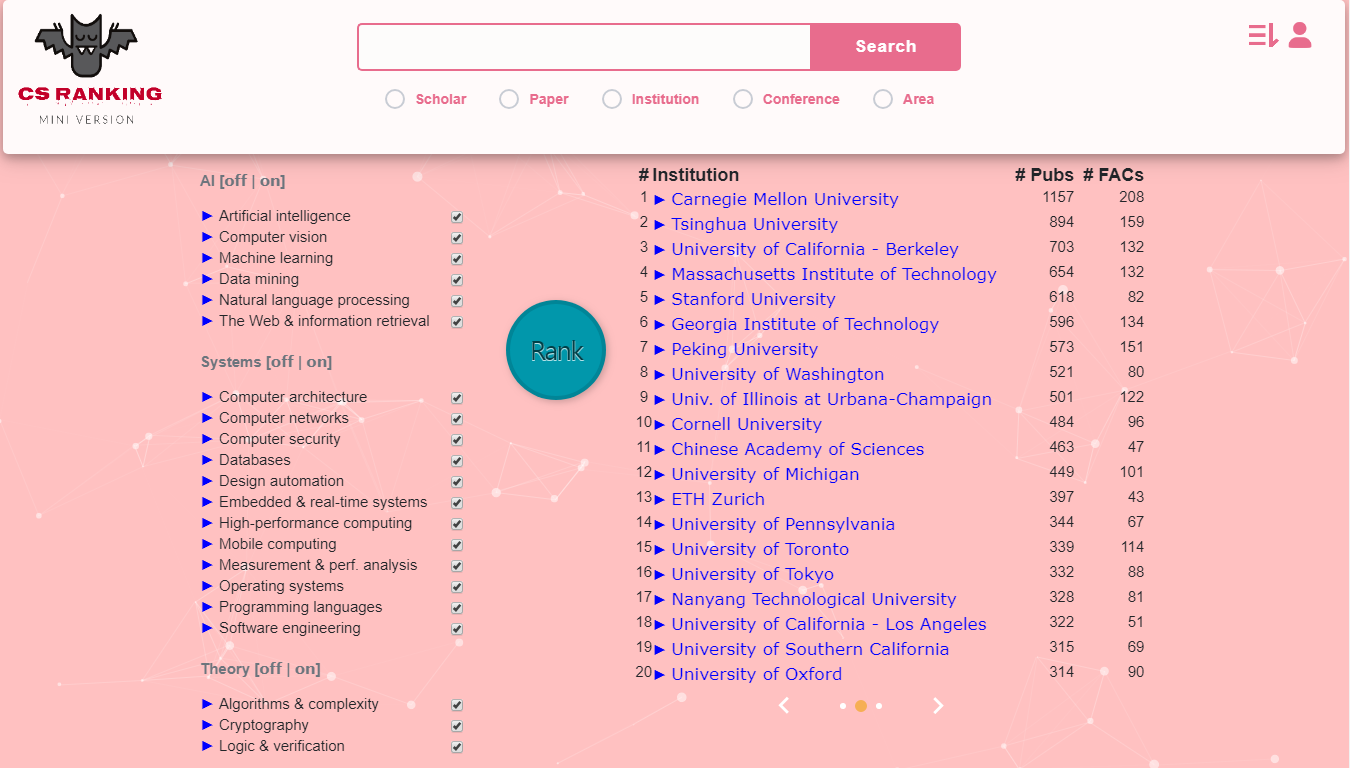 CS RANKING
MINI VERSION
Search
Scholar Paper Institution Conference Area
AI [off | on]
► Artificial intelligence
► Computer vision
► Machine learning
► Data mining
► Natural language processing
► The Web & information retrieval
Systems [off | on]
► Computer architecture
► Computer networks
► Computer security
► Databases
► Design automation
► Embedded & real-time systems
► High-performance computing
► Mobile computing
► Measurement & perf. analysis
► Operating systems
► Programming languages
► Software engineering
Theory [off | on]
► Algorithms & complexity
► Cryptography
► Logic & verification
Rank
# Institution # Pubs # FACs
1 ► Carnegie Mellon University 1157 208
2 ► Tsinghua University 894 159
3 ► University of California - Berkeley 703 132
4 ► Massachusetts Institute of Technology 654 132
5 ► Stanford University 618 82
6 ► Georgia Institute of Technology 596 134
7 ► Peking University 573 151
8 ► University of Washington 521 80
9 ► Univ. of Illinois at Urbana-Champaign 501 122
10 ► Cornell University 484 96
11 ► Chinese Academy of Sciences 463 47
12 ► University of Michigan 449 101
13 ► ETH Zurich 397 43
14 ► University of Pennsylvania 344 67
15 ► University of Toronto 339 114
16 ► University of Tokyo 332 88
17 ► Nanyang Technological University 328 81
18 ► University of California - Los Angeles 322 51
19 ► University of Southern California 315 69
20 ► University of Oxford 314 90